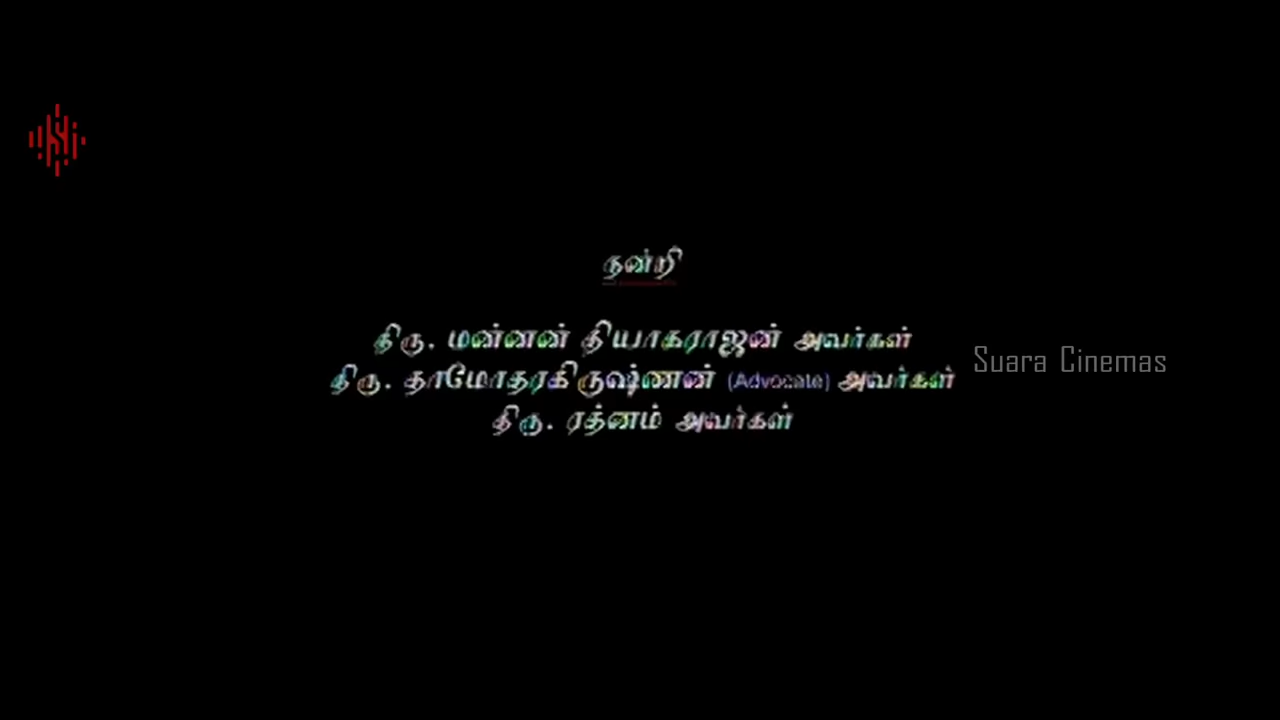 நன்றி
திரு. மன்னன் தியாகராஜன் அவர்கள்
திரு. தாமோதரகிருஷ்ணன் (Advocate) அவர்கள்
திரு. ரத்னம் அவர்கள்
Suara Cinemas